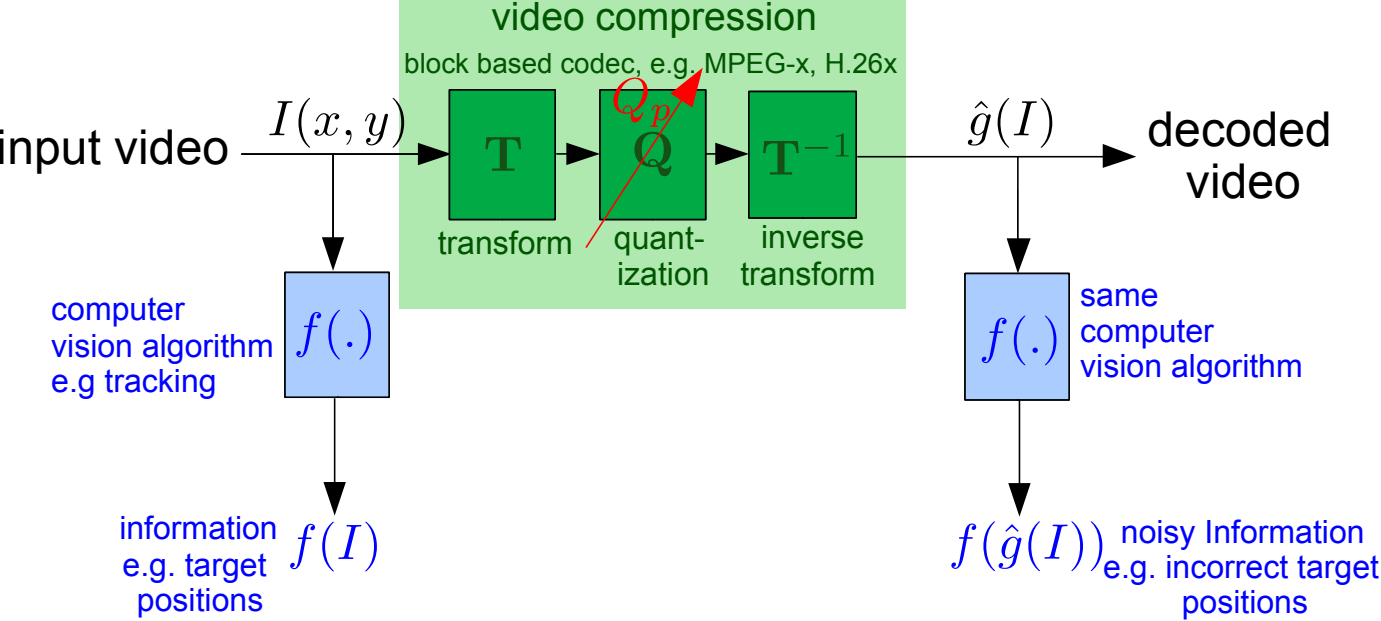 video compression
block based codec, e.g. MPEG-x, H.26x
input video
I(x, y)
T
Q_p
Q
T^{-1}
ĝ(I)
decoded
video
transform
quant-
ization
inverse
transform
computer
vision algorithm
e.g tracking
f(.)
f(.)
same
computer
vision algorithm
information
e.g. target
positions
f(I)
f(ĝ(I))
noisy Information
e.g. incorrect target
positions